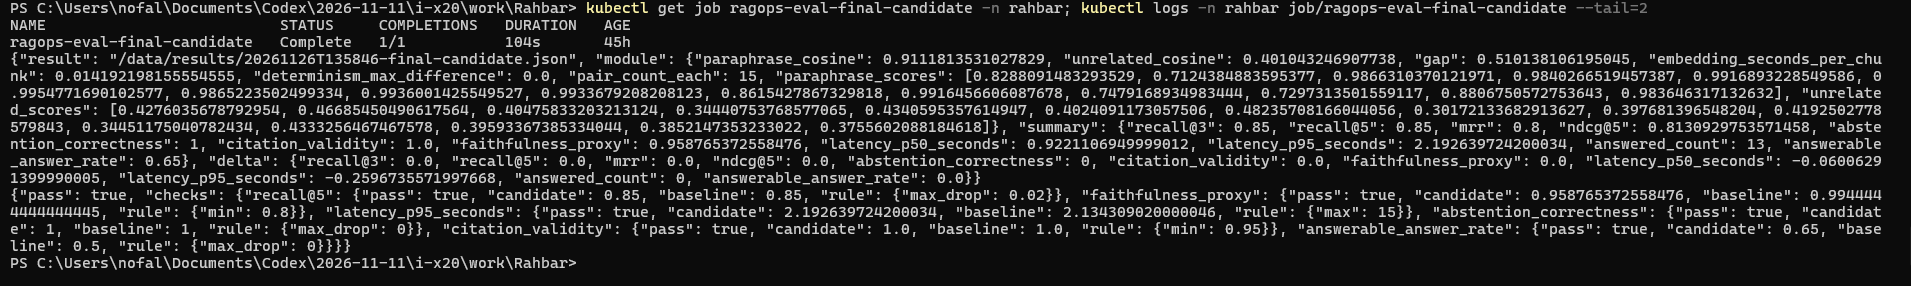 PS C:\Users\nofal\Documents\Codex\2026-11-11\i-x20\work\Rahbar> kubectl get job ragops-eval-final-candidate -n rahbar; kubectl logs -n rahbar job/ragops-eval-final-candidate --tail=2
NAME                          STATUS     COMPLETIONS   DURATION   AGE
ragops-eval-final-candidate   Complete   1/1           104s       45h
{"result": "/data/results/20261126T135846-final-candidate.json", "module": {"paraphrase_cosine": 0.9111813531027829, "unrelated_cosine": 0.401043246907738, "gap": 0.510138106195045, "embedding_seconds_per_chu
nk": 0.014192198155554555, "determinism_max_difference": 0.0, "pair_count_each": 15, "paraphrase_scores": [0.8288091483293529, 0.7124384883595377, 0.9866310370121971, 0.9840266519457387, 0.9916893228549586, 0
.99547716901025​77, 0.9865223502499334, 0.9936001425549527, 0.9933679208208123, 0.8615427867329818, 0.9916456606087678, 0.7479168934983444, 0.7297313501559117, 0.8806750572753643, 0.983646317132632], "unrelate
d_scores": [0.4276035678792954, 0.46685450490617564, 0.40475833203213124, 0.34440753768577065, 0.4340595357614947, 0.4024091173057506, 0.48235708166044056, 0.30172133682913627, 0.397681396548204, 0.4192502778
579843, 0.34451175040782434, 0.4333256467467578, 0.39593367385334044, 0.3852147353233022, 0.3755602088184618]}, "summary": {"recall@3": 0.85, "recall@5": 0.85, "mrr": 0.8, "ndcg@5": 0.8130929753571458, "abste
ntion_correctness": 1, "citation_validity": 1.0, "faithfulness_proxy": 0.958765372558476, "latency_p50_seconds": 0.9221106949999012, "latency_p95_seconds": 2.192639724200034, "answered_count": 13, "answerable
_answer_rate": 0.65}, "delta": {"recall@3": 0.0, "recall@5": 0.0, "mrr": 0.0, "ndcg@5": 0.0, "abstention_correctness": 0, "citation_validity": 0.0, "faithfulness_proxy": 0.0, "latency_p50_seconds": -0.0600629
1399990005, "latency_p95_seconds": -0.2596735571997668, "answered_count": 0, "answerable_answer_rate": 0.0}}
{"pass": true, "checks": {"recall@5": {"pass": true, "candidate": 0.85, "baseline": 0.85, "rule": {"max_drop": 0.02}}, "faithfulness_proxy": {"pass": true, "candidate": 0.958765372558476, "baseline": 0.994444
4444444445, "rule": {"min": 0.8}}, "latency_p95_seconds": {"pass": true, "candidate": 2.192639724200034, "baseline": 2.134309020000046, "rule": {"max": 15}}, "abstention_correctness": {"pass": true, "candidat
e": 1, "baseline": 1, "rule": {"max_drop": 0}}, "citation_validity": {"pass": true, "candidate": 1.0, "baseline": 1.0, "rule": {"min": 0.95}}, "answerable_answer_rate": {"pass": true, "candidate": 0.65, "base
line": 0.5, "rule": {"max_drop": 0}}}}
PS C:\Users\nofal\Documents\Codex\2026-11-11\i-x20\work\Rahbar>